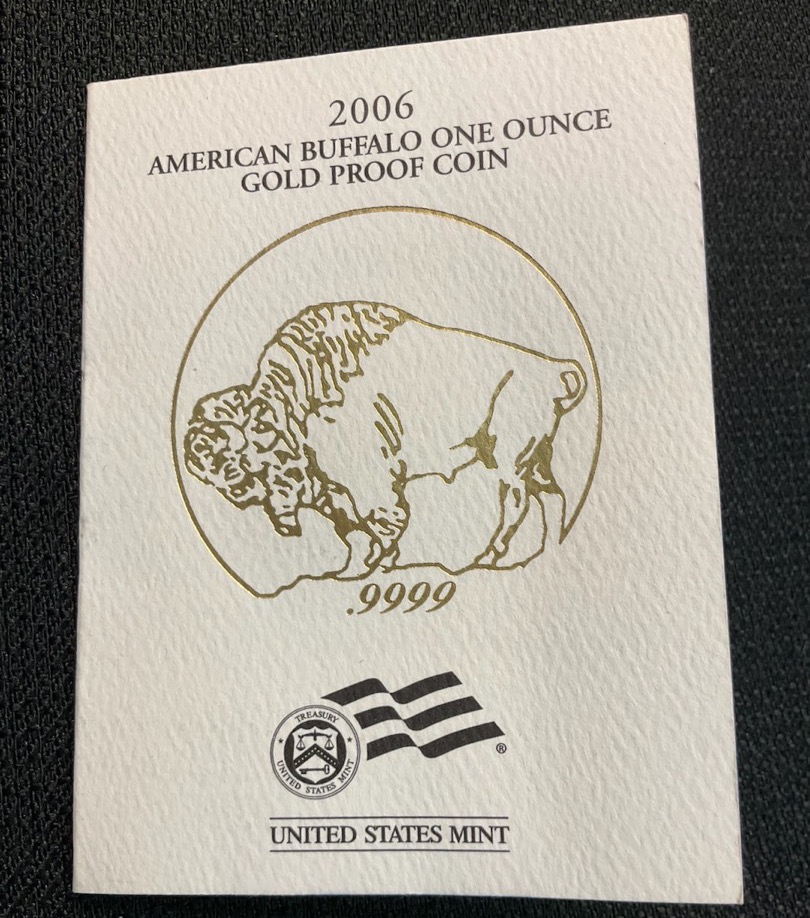 2006
AMERICAN BUFFALO ONE OUNCE
GOLD PROOF COIN
.9999
TREASURY
UNITED STATES MINT
®
UNITED STATES MINT